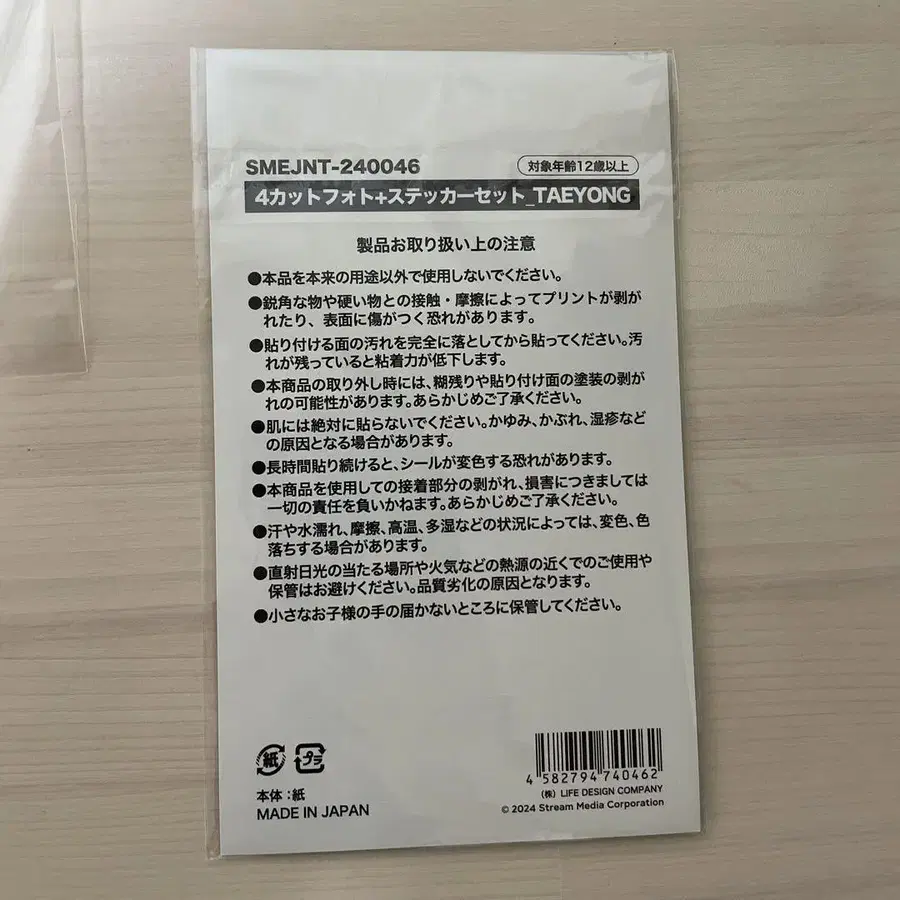 SMEJNT-240046
対象年齢12歳以上
4カットフォト+ステッカーセット_TAEYONG
製品お取り扱い上の注意
●本品を本来の用途以外で使用しないでください。
●鋭角な物や硬い物との接触・摩擦によってプリントが剥が
れたり、表面に傷がつく恐れがあります。
●貼り付ける面の汚れを完全に落としてから貼ってください。汚
れが残っていると粘着力が低下します。
●本商品の取り外し時には、糊残りや貼り付け面の塗装の剥が
れの可能性があります。あらかじめご了承ください。
●肌には絶対に貼らないでください。かゆみ、かぶれ、湿疹など
の原因となる場合があります。
●長時間貼り続けると、シールが変色する恐れがあります。
●本商品を使用しての接着部分の剥がれ、損害につきましては
一切の責任を負いかねます。あらかじめご了承ください。
●汗や水濡れ、摩擦、高温、多湿などの状況によっては、変色、色
落ちする場合があります。
●直射日光の当たる場所や火気などの熱源の近くでのご使用や
保管はお避けください。品質劣化の原因となります。
●小さなお子様の手の届かないところに保管してください。
紙 プラ
本体：紙
MADE IN JAPAN
4 582794 740462
（株） LIFE DESIGN COMPANY
© 2024 Stream Media Corporation